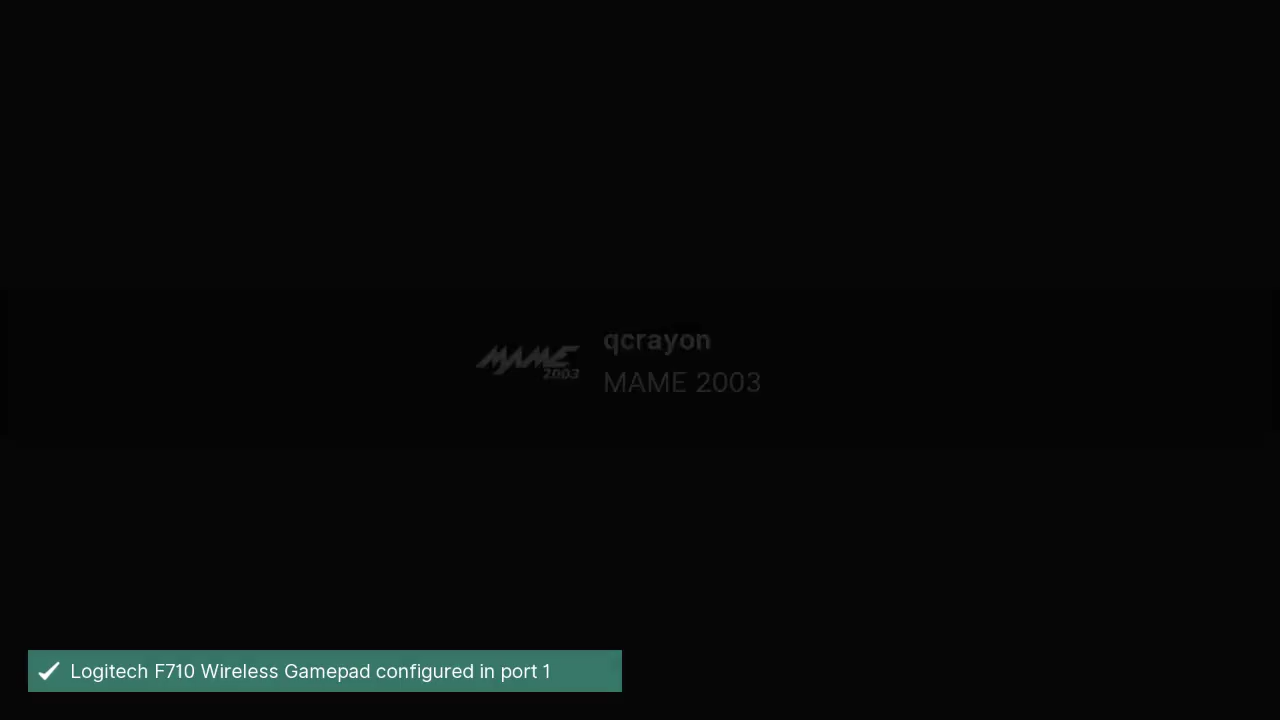 qcrayon
MAME
2003
MAME 2003
Logitech F710 Wireless Gamepad configured in port 1